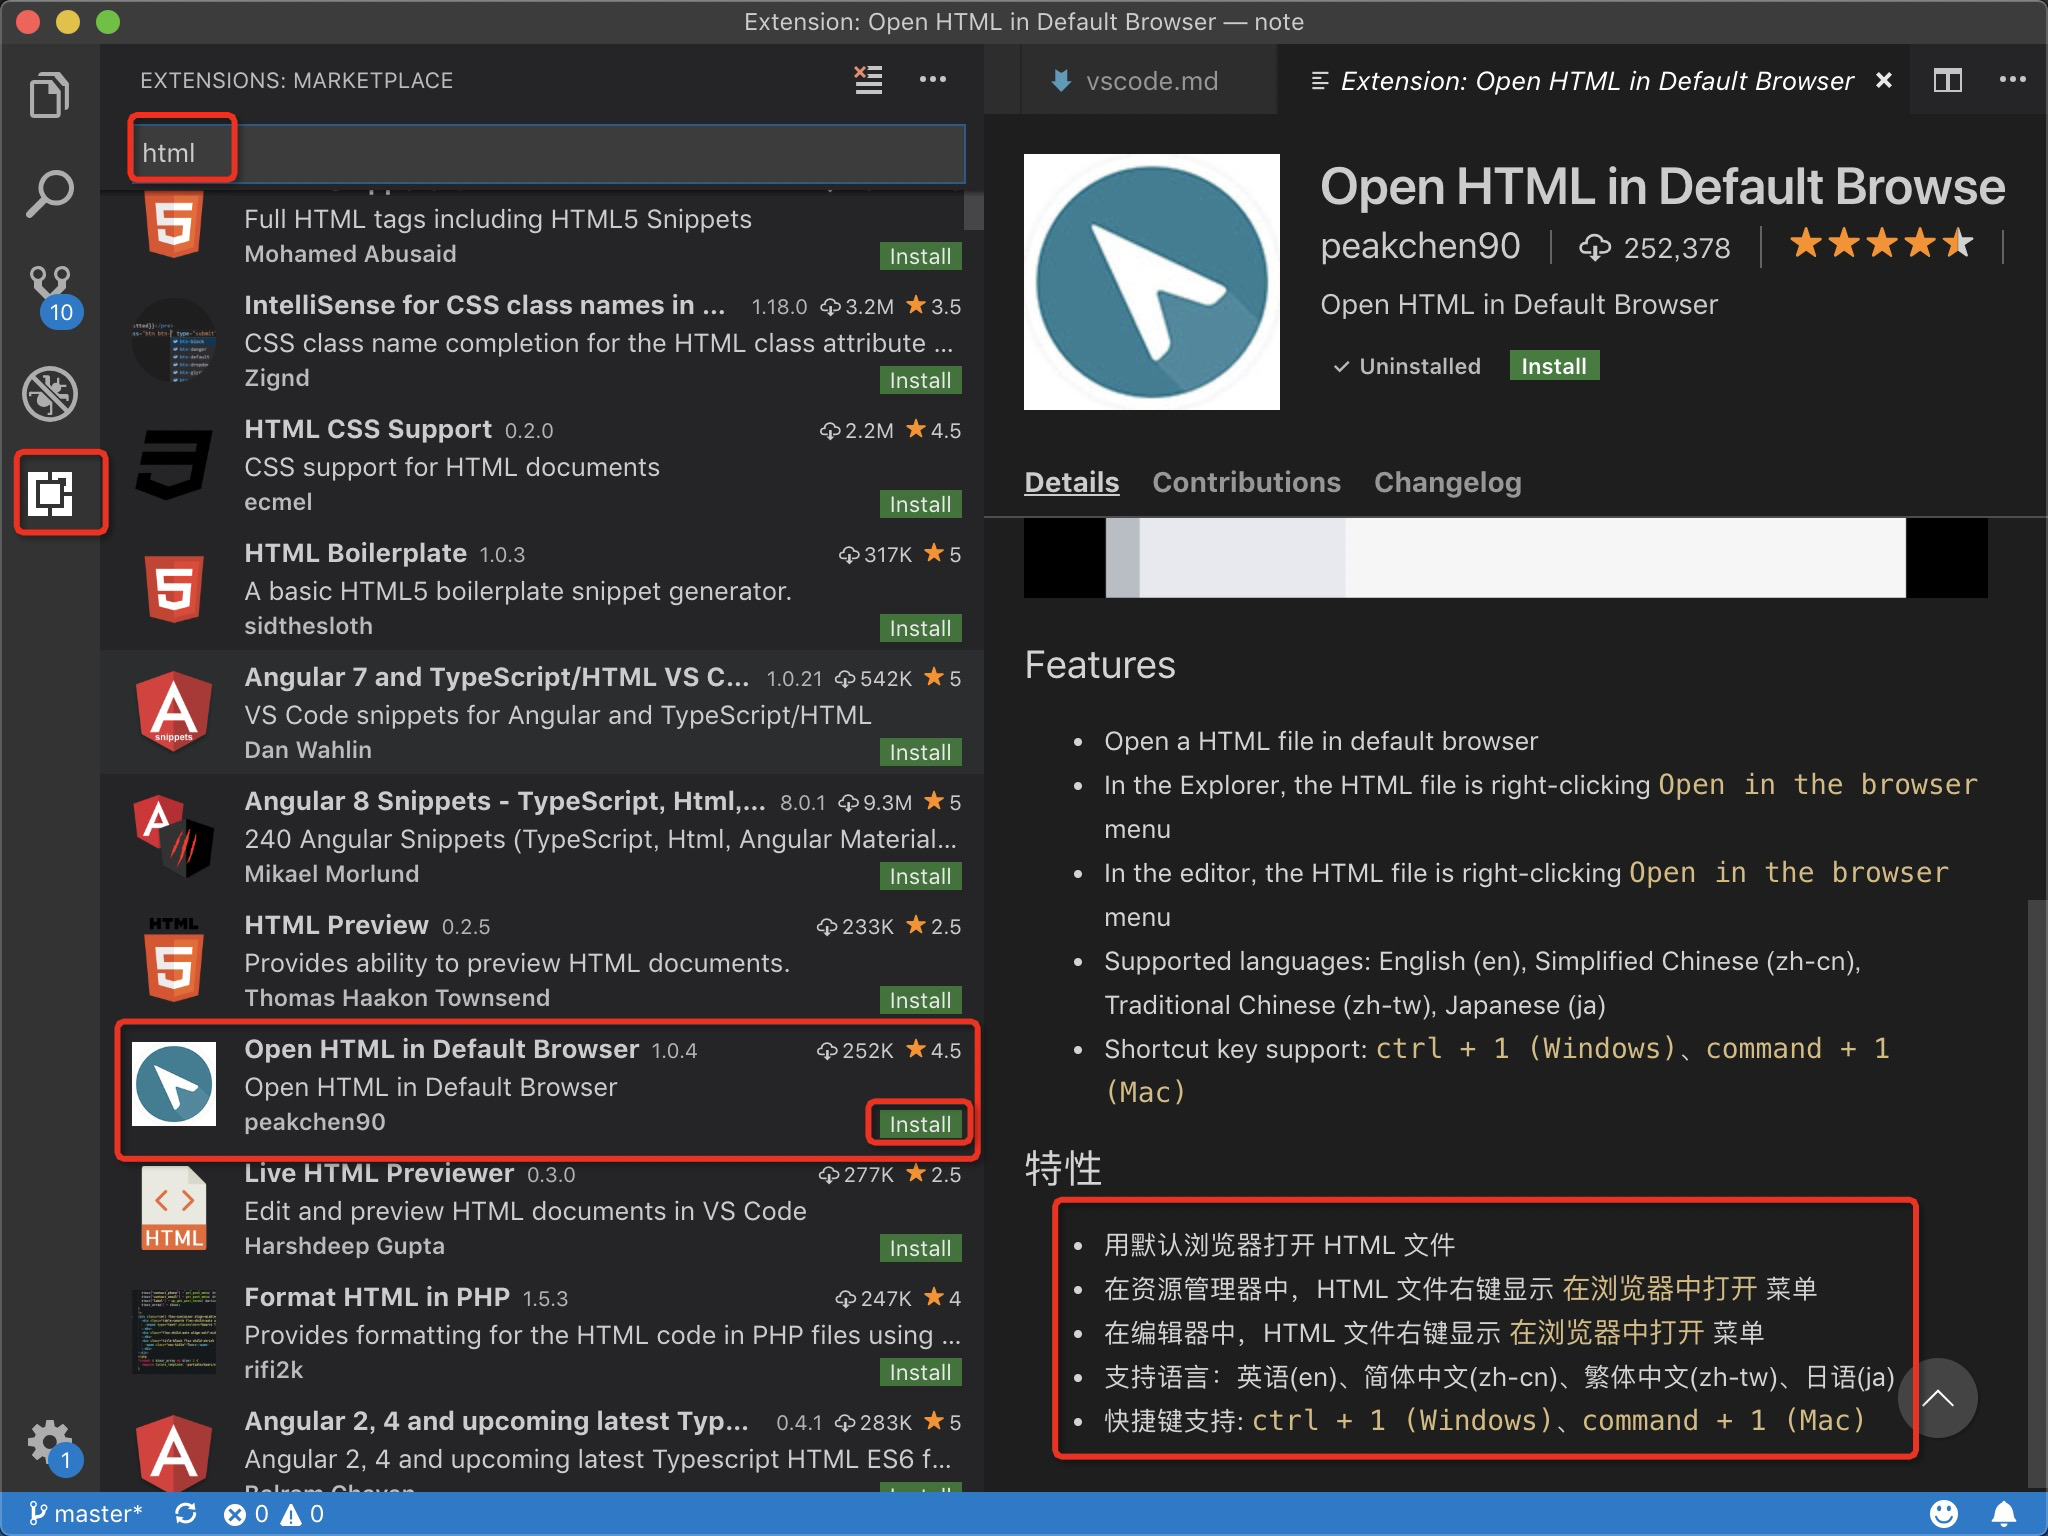 Extension: Open HTML in Default Browser — note
EXTENSIONS: MARKETPLACE
html
Full HTML tags including HTML5 Snippets
Mohamed Abusaid
Install
IntelliSense for CSS class names in ... 1.18.0 3.2M 3.5
CSS class name completion for the HTML class attribute ...
Zignd
Install
HTML CSS Support 0.2.0 2.2M 4.5
CSS support for HTML documents
ecmel
Install
HTML Boilerplate 1.0.3 317K 5
A basic HTML5 boilerplate snippet generator.
sidthesloth
Install
Angular 7 and TypeScript/HTML VS C... 1.0.21 542K 5
VS Code snippets for Angular and TypeScript/HTML
Dan Wahlin
Install
snippets
Angular 8 Snippets - TypeScript, Html,... 8.0.1 9.3M 5
240 Angular Snippets (TypeScript, Html, Angular Material...
Mikael Morlund
Install
HTML
HTML Preview 0.2.5 233K 2.5
Provides ability to preview HTML documents.
Thomas Haakon Townsend
Install
Open HTML in Default Browser 1.0.4 252K 4.5
Open HTML in Default Browser
peakchen90
Install
Live HTML Previewer 0.3.0 277K 2.5
Edit and preview HTML documents in VS Code
HTML
Harshdeep Gupta
Install
Format HTML in PHP 1.5.3 247K 4
Provides formatting for the HTML code in PHP files using ...
rifi2k
Install
Angular 2, 4 and upcoming latest Typ... 0.4.1 283K 5
Angular 2, 4 and upcoming latest Typescript HTML ES6 f...
10
1
vscode.md
Extension: Open HTML in Default Browser
Open HTML in Default Browse
peakchen90 252,378
Open HTML in Default Browser
Uninstalled Install
Details Contributions Changelog
Features
• Open a HTML file in default browser
• In the Explorer, the HTML file is right-clicking Open in the browser
menu
• In the editor, the HTML file is right-clicking Open in the browser
menu
• Supported languages: English (en), Simplified Chinese (zh-cn),
Traditional Chinese (zh-tw), Japanese (ja)
• Shortcut key support: ctrl + 1 (Windows)、command + 1
(Mac)
特性
• 用默认浏览器打开 HTML 文件
• 在资源管理器中，HTML 文件右键显示 在浏览器中打开 菜单
• 在编辑器中，HTML 文件右键显示 在浏览器中打开 菜单
• 支持语言：英语(en)、简体中文(zh-cn)、繁体中文(zh-tw)、日语(ja)
• 快捷键支持: ctrl + 1 (Windows)、command + 1 (Mac)
master* 0 0